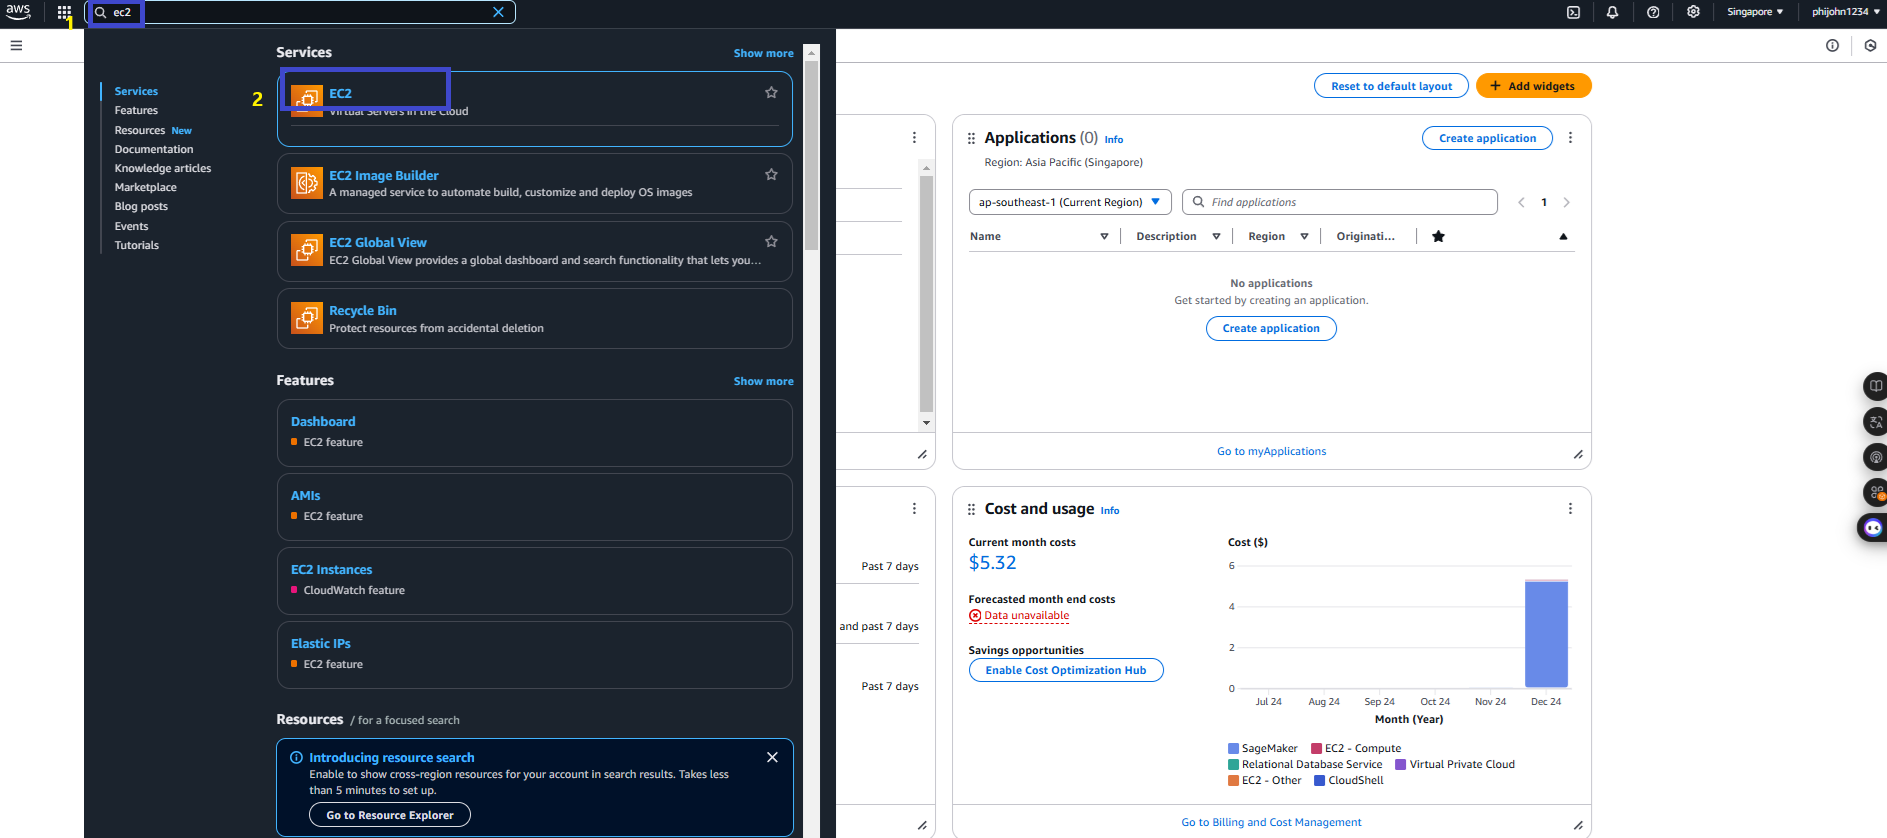 aws
1
ec2
Singapore
phijohn1234
Services
Features
Resources New
Documentation
Knowledge articles
Marketplace
Blog posts
Events
Tutorials
Services
Show more
2
EC2
Virtual Servers in the Cloud
EC2 Image Builder
A managed service to automate build, customize and deploy OS images
EC2 Global View
EC2 Global View provides a global dashboard and search functionality that lets you...
Recycle Bin
Protect resources from accidental deletion
Features
Show more
Dashboard
EC2 feature
AMIs
EC2 feature
EC2 Instances
CloudWatch feature
Elastic IPs
EC2 feature
Resources / for a focused search
Introducing resource search
Enable to show cross-region resources for your account in search results. Takes less
than 5 minutes to set up.
Go to Resource Explorer
Reset to default layout
+ Add widgets
Applications (0) Info
Create application
Region: Asia Pacific (Singapore)
ap-southeast-1 (Current Region)
Find applications
1
Name
Description
Region
Originati...
No applications
Get started by creating an application.
Create application
Go to myApplications
Past 7 days
and past 7 days
Past 7 days
Cost and usage Info
Current month costs
$5.32
Forecasted month end costs
Data unavailable
Savings opportunities
Enable Cost Optimization Hub
Cost ($)
6
4
2
0
Jul 24
Aug 24
Sep 24
Oct 24
Nov 24
Dec 24
Month (Year)
SageMaker
EC2 - Compute
Relational Database Service
Virtual Private Cloud
EC2 - Other
CloudShell
Go to Billing and Cost Management